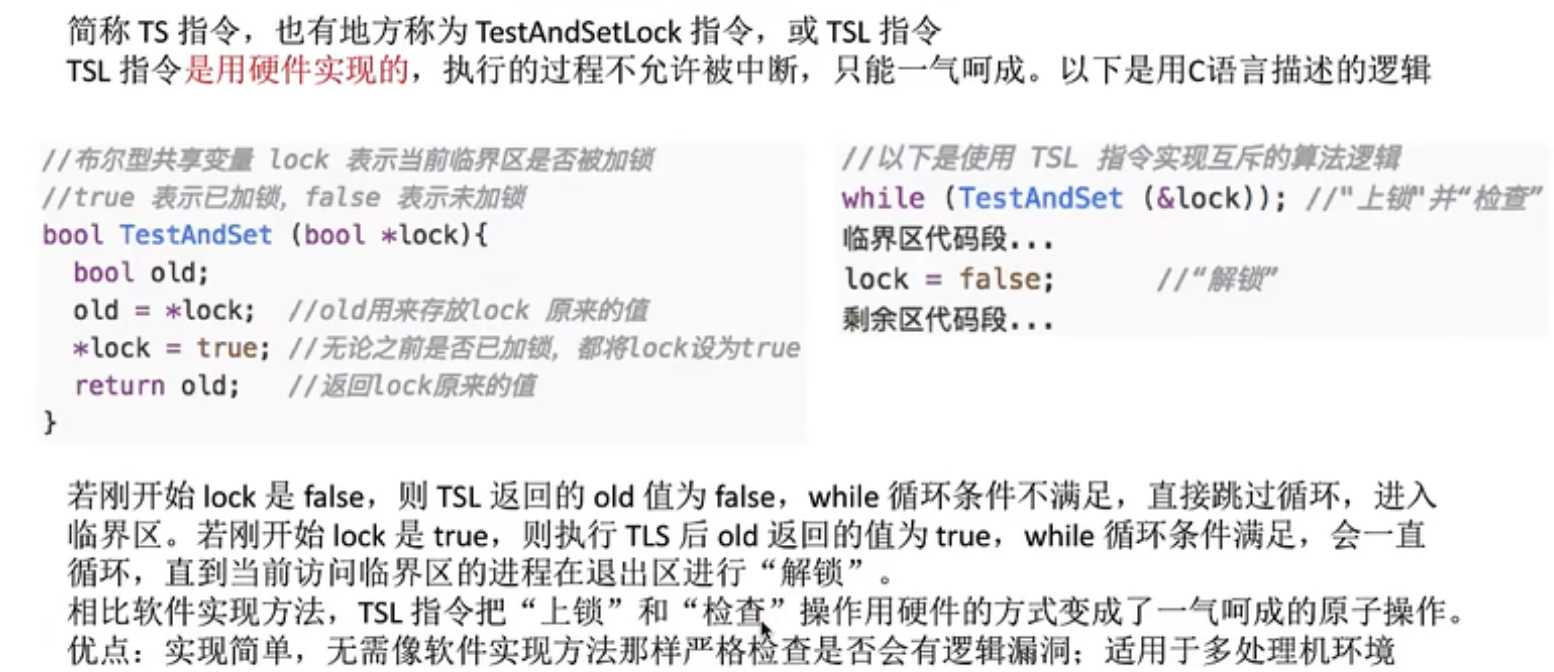 简称 TS 指令，也有地方称为 TestAndSetLock 指令，或 TSL 指令
TSL 指令是用硬件实现的，执行的过程不允许被中断，只能一气呵成。以下是用C语言描述的逻辑
//布尔型共享变量 lock 表示当前临界区是否被加锁
//true 表示已加锁，false 表示未加锁
bool TestAndSet (bool *lock){
bool old;
old = *lock; //old用来存放lock 原来的值
*lock = true; //无论之前是否已加锁，都将lock设为true
return old; //返回lock原来的值
}
//以下是使用 TSL 指令实现互斥的算法逻辑
while (TestAndSet (&lock)); //"上锁"并“检查”
临界区代码段...
lock = false; //“解锁”
剩余区代码段...
若刚开始 lock 是 false，则 TSL 返回的 old 值为 false，while 循环条件不满足，直接跳过循环，进入
临界区。若刚开始 lock 是 true，则执行 TLS 后 old 返回的值为 true，while 循环条件满足，会一直
循环，直到当前访问临界区的进程在退出区进行“解锁”。
相比软件实现方法，TSL 指令把“上锁”和“检查”操作用硬件的方式变成了一气呵成的原子操作。
优点：实现简单，无需像软件实现方法那样严格检查是否会有逻辑漏洞；适用于多处理机环境